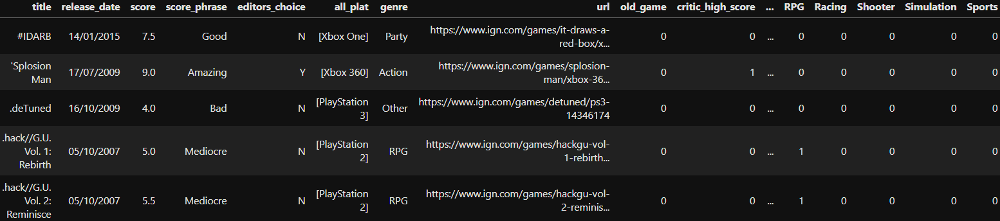 title release_date score score_phrase editors_choice all_plat genre url old_game critic_high_score ... RPG Racing Shooter Simulation Sports
#IDARB 14/01/2015 7.5 Good N [Xbox One] Party https://www.ign.com/games/it-draws-a-
red-box/x... 0 0 ... 0 0 0 0 0
'Splosion
Man 17/07/2009 9.0 Amazing Y [Xbox 360] Action https://www.ign.com/games/splosion-
man/xbox-36... 0 1 ... 0 0 0 0 0
.deTuned 16/10/2009 4.0 Bad N [PlayStation
3] Other https://www.ign.com/games/detuned/ps3-
14346174 0 0 ... 0 0 0 0 0
.hack//G.U.
Vol. 1:
Rebirth 05/10/2007 5.0 Mediocre N [PlayStation
2] RPG https://www.ign.com/games/hackgu-vol-
1-rebirth... 0 0 ... 1 0 0 0 0
.hack//G.U.
Vol. 2:
Reminisce 05/10/2007 5.5 Mediocre N [PlayStation
2] RPG https://www.ign.com/games/hackgu-vol-
2-reminis... 0 0 ... 1 0 0 0 0